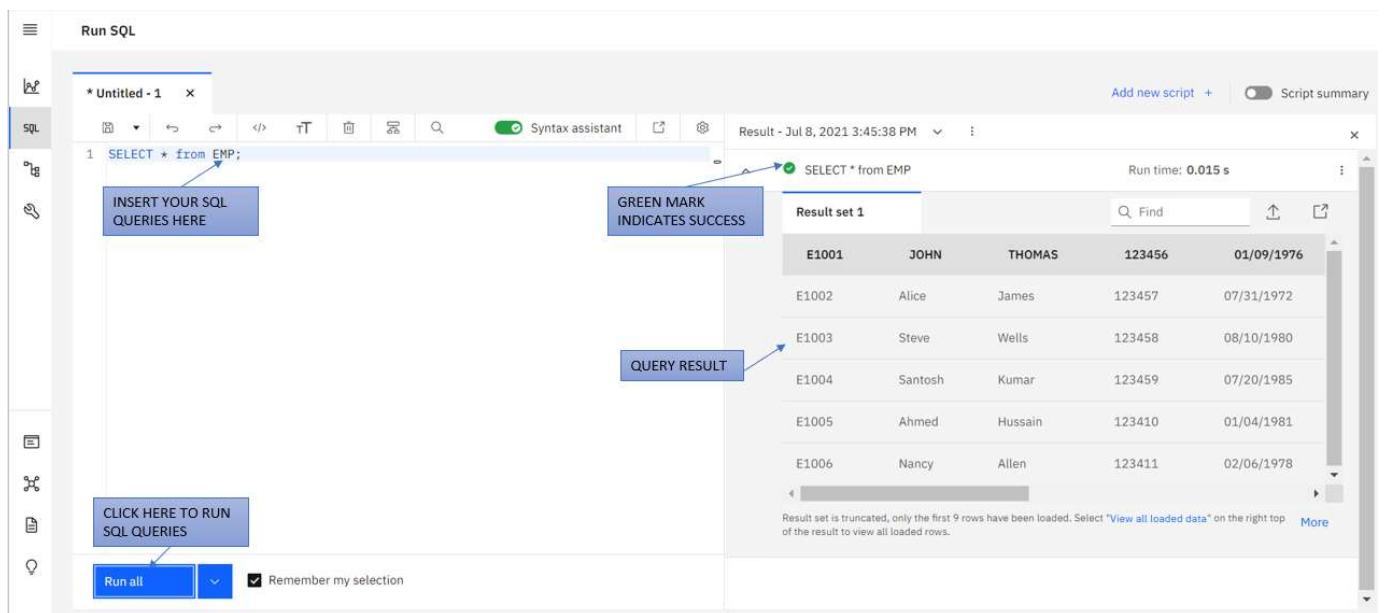 Run SQL
* Untitled - 1 ×
Add new script +
Script summary
SQL
Syntax assistant
Result - Jul 8, 2021 3:45:38 PM
1 SELECT * from EMP;
SELECT * from EMP
Run time: 0.015 s
INSERT YOUR SQL
QUERIES HERE
GREEN MARK
INDICATES SUCCESS
Result set 1
Find
E1001 JOHN THOMAS 123456 01/09/1976
E1002 Alice James 123457 07/31/1972
E1003 Steve Wells 123458 08/10/1980
QUERY RESULT
E1004 Santosh Kumar 123459 07/20/1985
E1005 Ahmed Hussain 123410 01/04/1981
E1006 Nancy Allen 123411 02/06/1978
CLICK HERE TO RUN
SQL QUERIES
Result set is truncated, only the first 9 rows have been loaded. Select "View all loaded data" on the right top
of the result to view all loaded rows.
More
Run all
Remember my selection